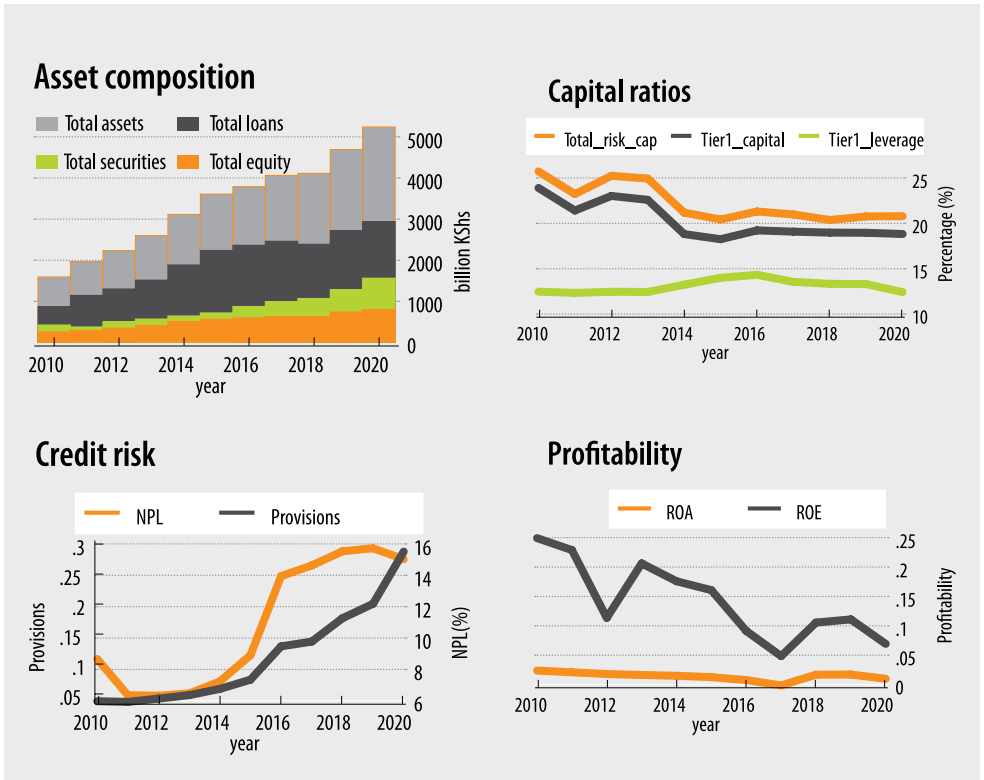 Asset composition
Total assets
Total loans
Total securities
Total equity
5000
4000
3000
2000
1000
0
billion KShs
2010 2012 2014 2016 2018 2020
year
Capital ratios
Total_risk_cap Tier1_capital Tier1_leverage
25
20
15
10
Percentage (%)
2010 2012 2014 2016 2018 2020
year
Credit risk
NPL Provisions
.3
.25
.2
.15
.1
.05
Provisions
16
14
12
10
8
6
NPL(%)
2010 2012 2014 2016 2018 2020
year
Profitability
ROA ROE
.25
.2
.15
.1
.05
0
Profitability
2010 2012 2014 2016 2018 2020
year